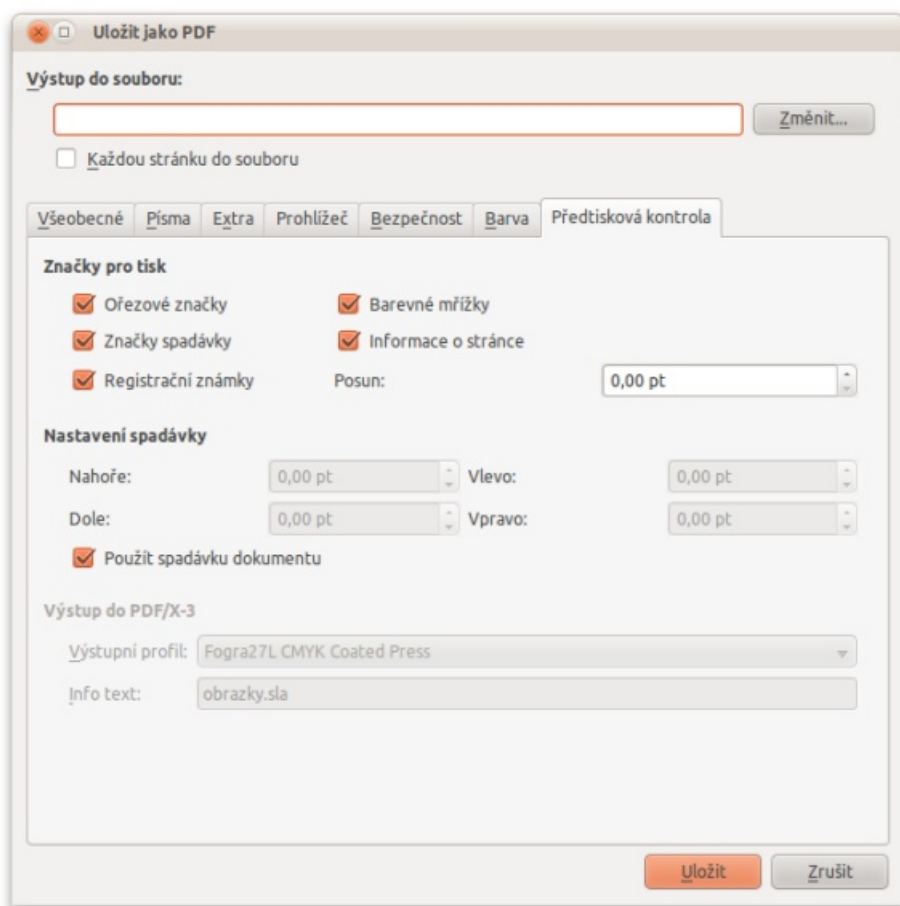 Uložit jako PDF
Výstup do souboru:
Změnit...
Každou stránku do souboru
Všeobecné Písma Extra Prohlížeč Bezpečnost Barva Předtisková kontrola
Značky pro tisk
Ořezové značky Barevné mřížky
Značky spadávky Informace o stránce
Registrační známky Posun: 0,00 pt
Nastavení spadávky
Nahoře: 0,00 pt Vlevo: 0,00 pt
Dole: 0,00 pt Vpravo: 0,00 pt
Použít spadávku dokumentu
Výstup do PDF/X-3
Výstupní profil: Fogra27L CMYK Coated Press
Info text: obrazky.sla
Uložit Zrušit